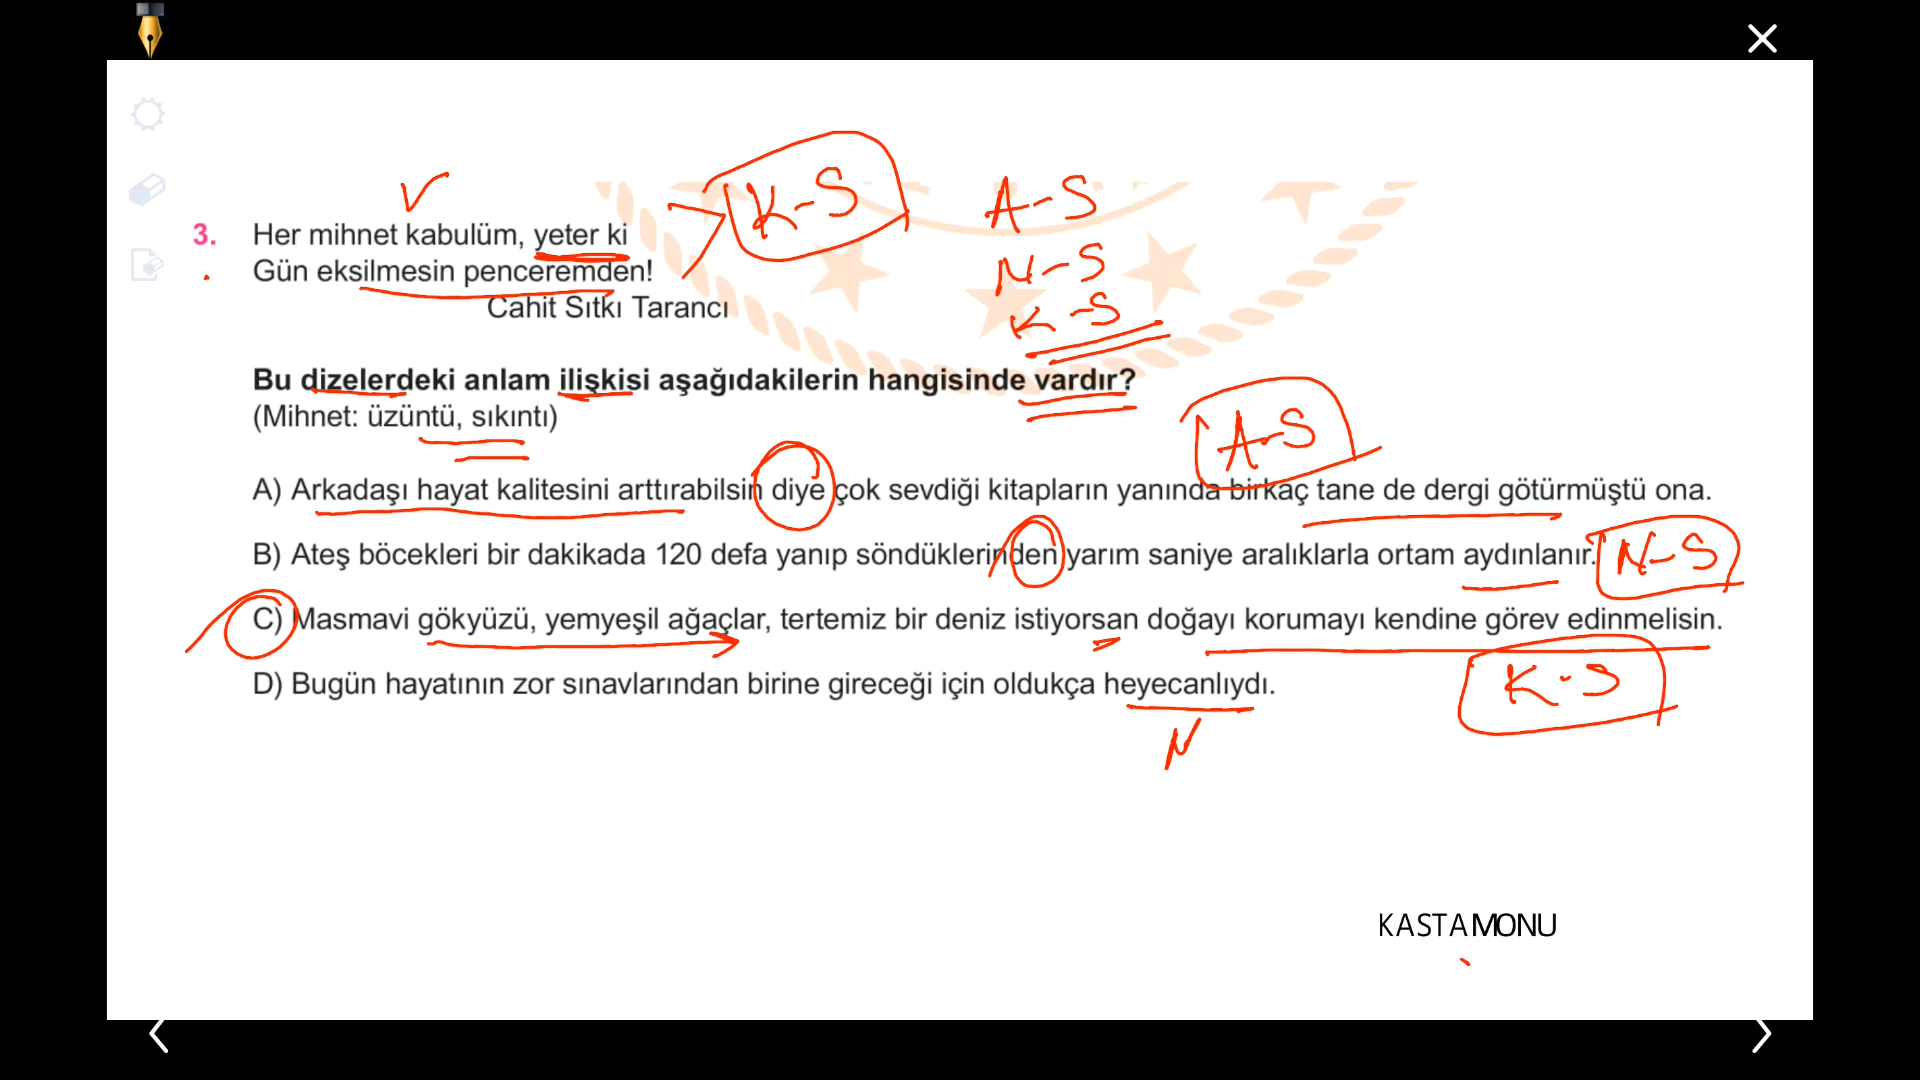 K-S
A-S
3. Her mihnet kabulüm, yeter ki
N-S
Gün eksilmesin penceremden!
K-S
Cahit Sıtkı Tarancı
Bu dizelerdeki anlam ilişkisi aşağıdakilerin hangisinde vardır?
(Mihnet: üzüntü, sıkıntı)
A-S
A) Arkadaşı hayat kalitesini arttırabilsin diye çok sevdiği kitapların yanında birkaç tane de dergi götürmüştü ona.
B) Ateş böcekleri bir dakikada 120 defa yanıp söndüklerinden yarım saniye aralıklarla ortam aydınlanır. N-S
C) Masmavi gökyüzü, yemyeşil ağaçlar, tertemiz bir deniz istiyorsan doğayı korumayı kendine görev edinmelisin.
D) Bugün hayatının zor sınavlarından birine gireceği için oldukça heyecanlıydı. K-S
N
KASTAMONU